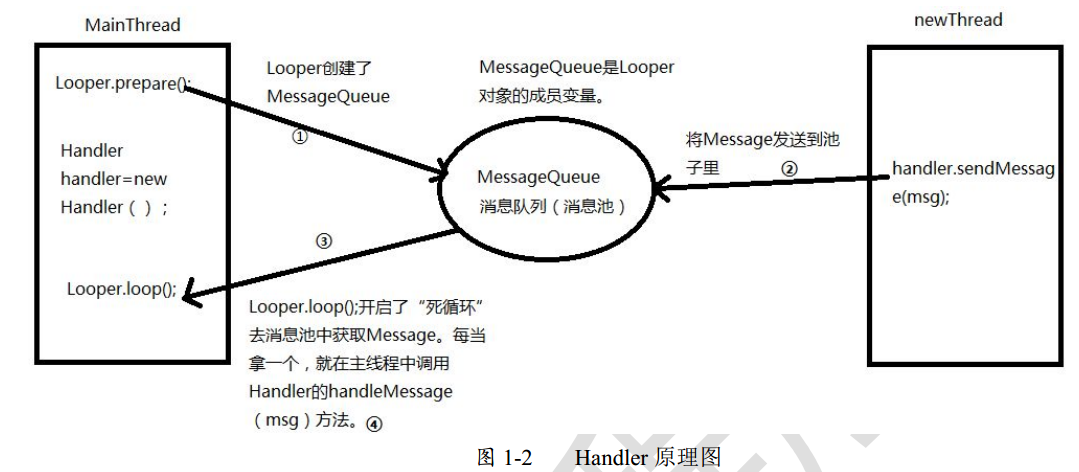 MainThread
Looper.prepare();
Handler
handler=new
Handler（）;
Looper.loop();
Looper创建了
MessageQueue
①
MessageQueue是Looper
对象的成员变量。
MessageQueue
消息队列（消息池）
将Message发送到池
子里
②
newThread
handler.sendMessag
e(msg);
③
Looper.loop();开启了“死循环”
去消息池中获取Message。每当
拿一个，就在主线程中调用
Handler的handleMessage
（msg）方法。④
图 1-2 Handler 原理图